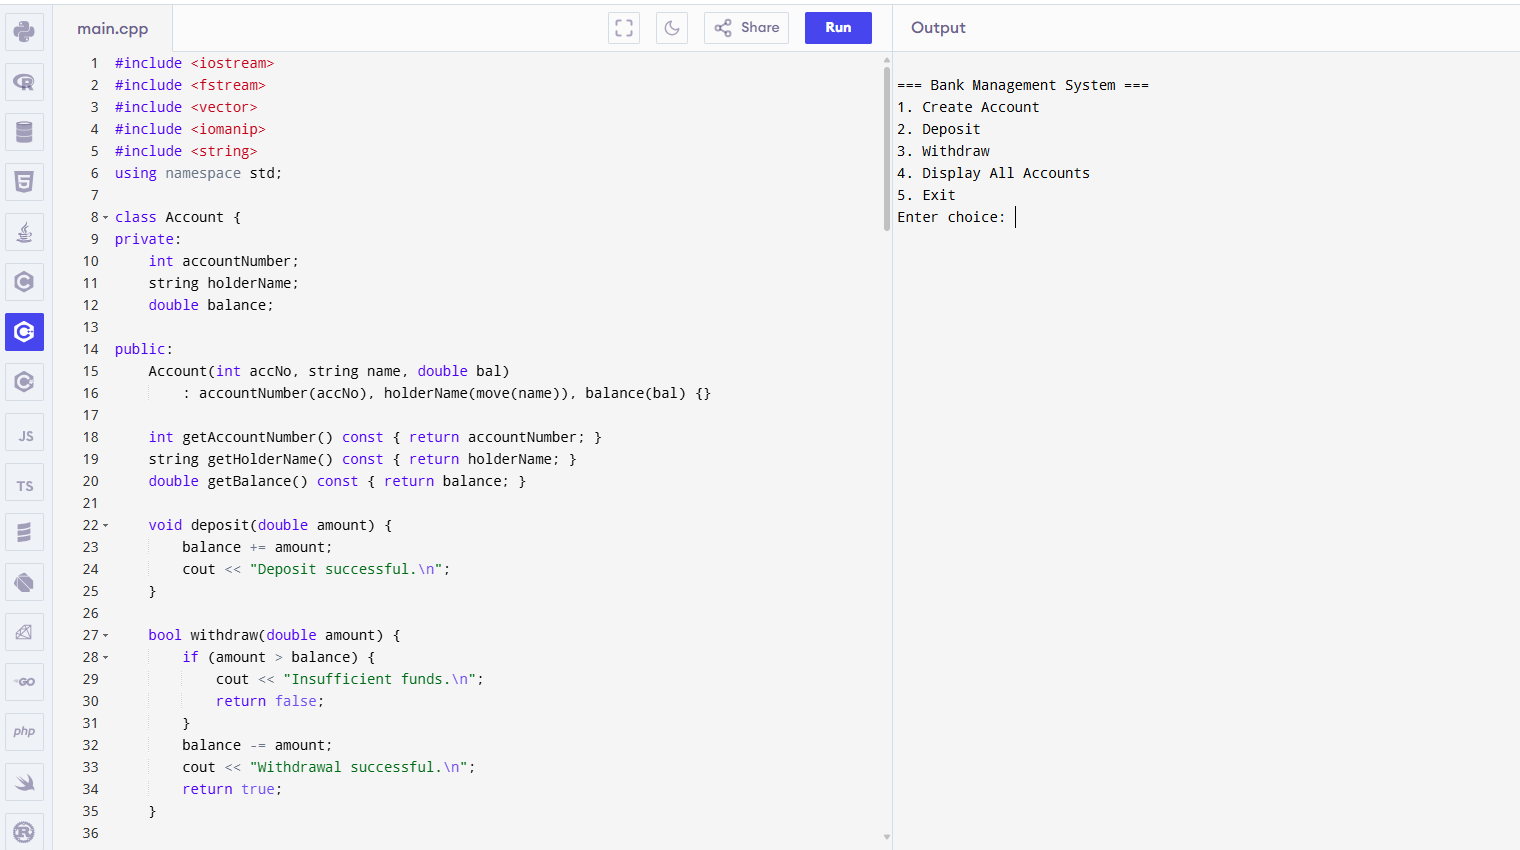 main.cpp
Share
Run
Output
1 #include <iostream>
2 #include <fstream>
3 #include <vector>
4 #include <iomanip>
5 #include <string>
6 using namespace std;
7
8 class Account {
9 private:
10     int accountNumber;
11     string holderName;
12     double balance;
13
14 public:
15     Account(int accNo, string name, double bal)
16         : accountNumber(accNo), holderName(move(name)), balance(bal) {}
17
18     int getAccountNumber() const { return accountNumber; }
19     string getHolderName() const { return holderName; }
20     double getBalance() const { return balance; }
21
22     void deposit(double amount) {
23         balance += amount;
24         cout << "Deposit successful.\n";
25     }
26
27     bool withdraw(double amount) {
28         if (amount > balance) {
29             cout << "Insufficient funds.\n";
30             return false;
31         }
32         balance -= amount;
33         cout << "Withdrawal successful.\n";
34         return true;
35     }
36
=== Bank Management System ===
1. Create Account
2. Deposit
3. Withdraw
4. Display All Accounts
5. Exit
Enter choice:
R
5
C
C
C
JS
TS
GO
php
R